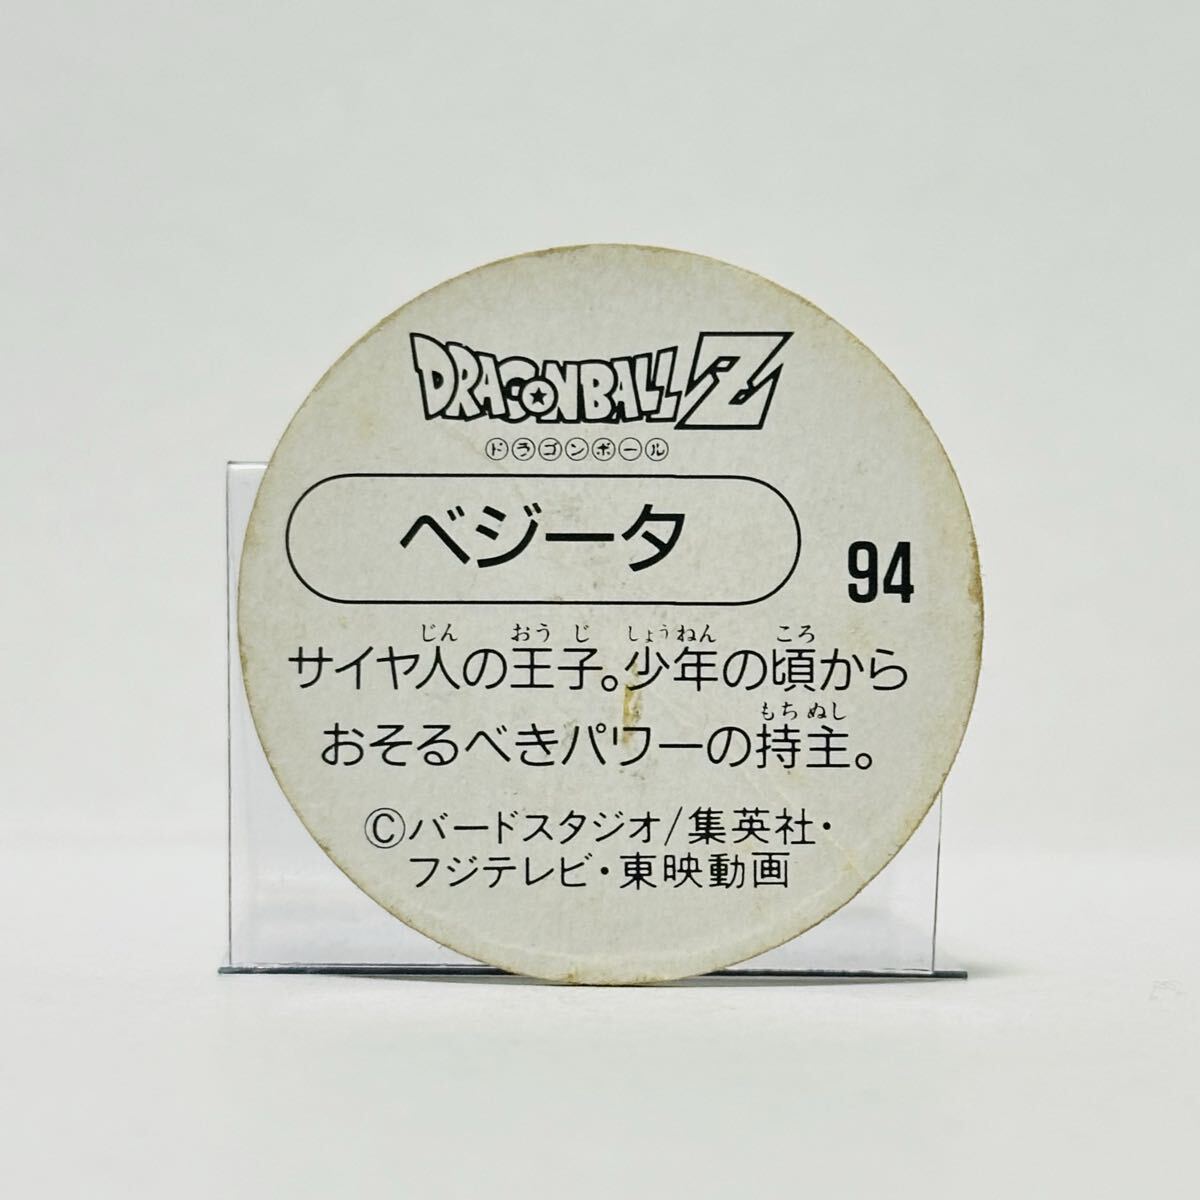 DRAGONBALL Z
ドラゴンボール
ベジータ
94
じん おうじ しょうねん ころ
サイヤ人の王子。少年の頃から
もちぬし
おそるべきパワーの持主。
©バードスタジオ/集英社・
フジテレビ・東映動画